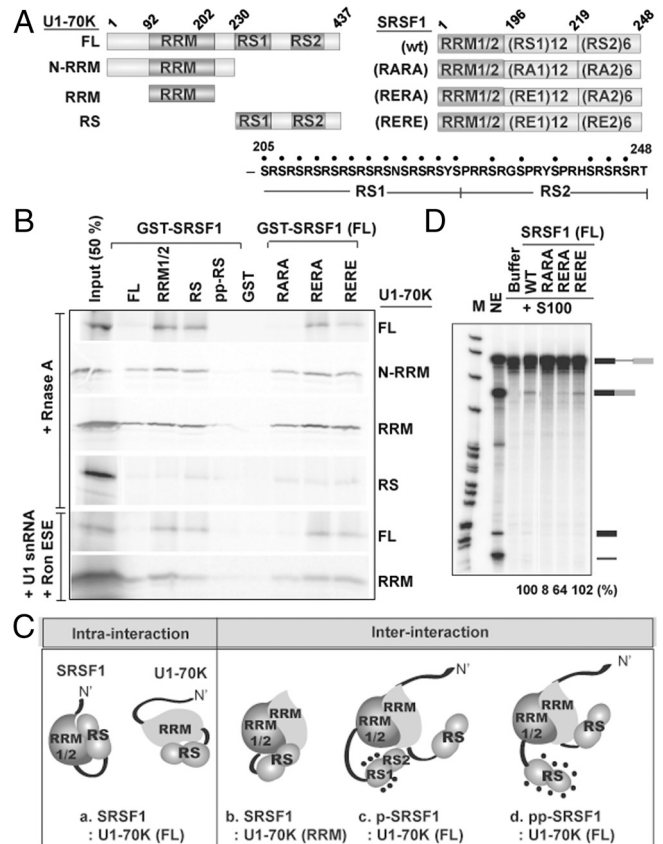 A
U1-70K
1 92 202 230 437
FL RRM RS1 RS2
N-RRM RRM
RRM RRM
RS RS1 RS2
SRSF1
1 196 219 248
(wt) RRM1/2 (RS1)12 (RS2)6
(RARA) RRM1/2 (RA1)12 (RA2)6
(RERA) RRM1/2 (RE1)12 (RA2)6
(RERE) RRM1/2 (RE1)12 (RE2)6
205 248
– SRSRSRSRSRSRSRSNSRSRSYSPRRSRGSPRYSPRHSRSRSRT
RS1 RS2
B
GST-SRSF1 GST-SRSF1 (FL)
Input (50 %) FL RRM1/2 RS pp-RS GST RARA RERA RERE
U1-70K
+ Rnase A
FL
N-RRM
RRM
RS
+ U1 snRNA
+ Ron ESE
FL
RRM
D
SRSF1 (FL)
M NE Buffer WT RARA RERA RERE
+ S100
100 8 64 102 (%)
C
Intra-interaction Inter-interaction
SRSF1 U1-70K
N' N' N' N'
RRM 1/2 RS
RRM RS
RRM RRM 1/2 RS
RRM RRM 1/2 RS RS1 RS2
RRM RRM 1/2 RS RS
a. SRSF1
: U1-70K (FL)
b. SRSF1
: U1-70K (RRM)
c. p-SRSF1
: U1-70K (FL)
d. pp-SRSF1
: U1-70K (FL)